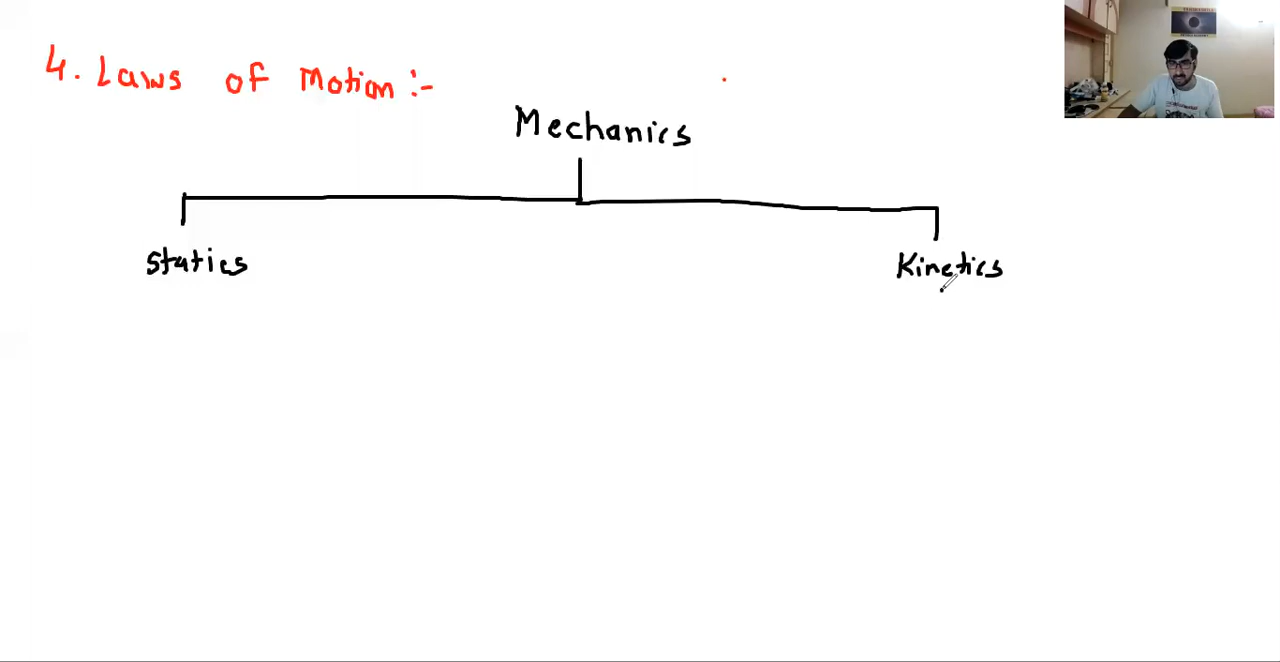 4. Laws of Motion :-
Mechanics
Statics
Kinetics